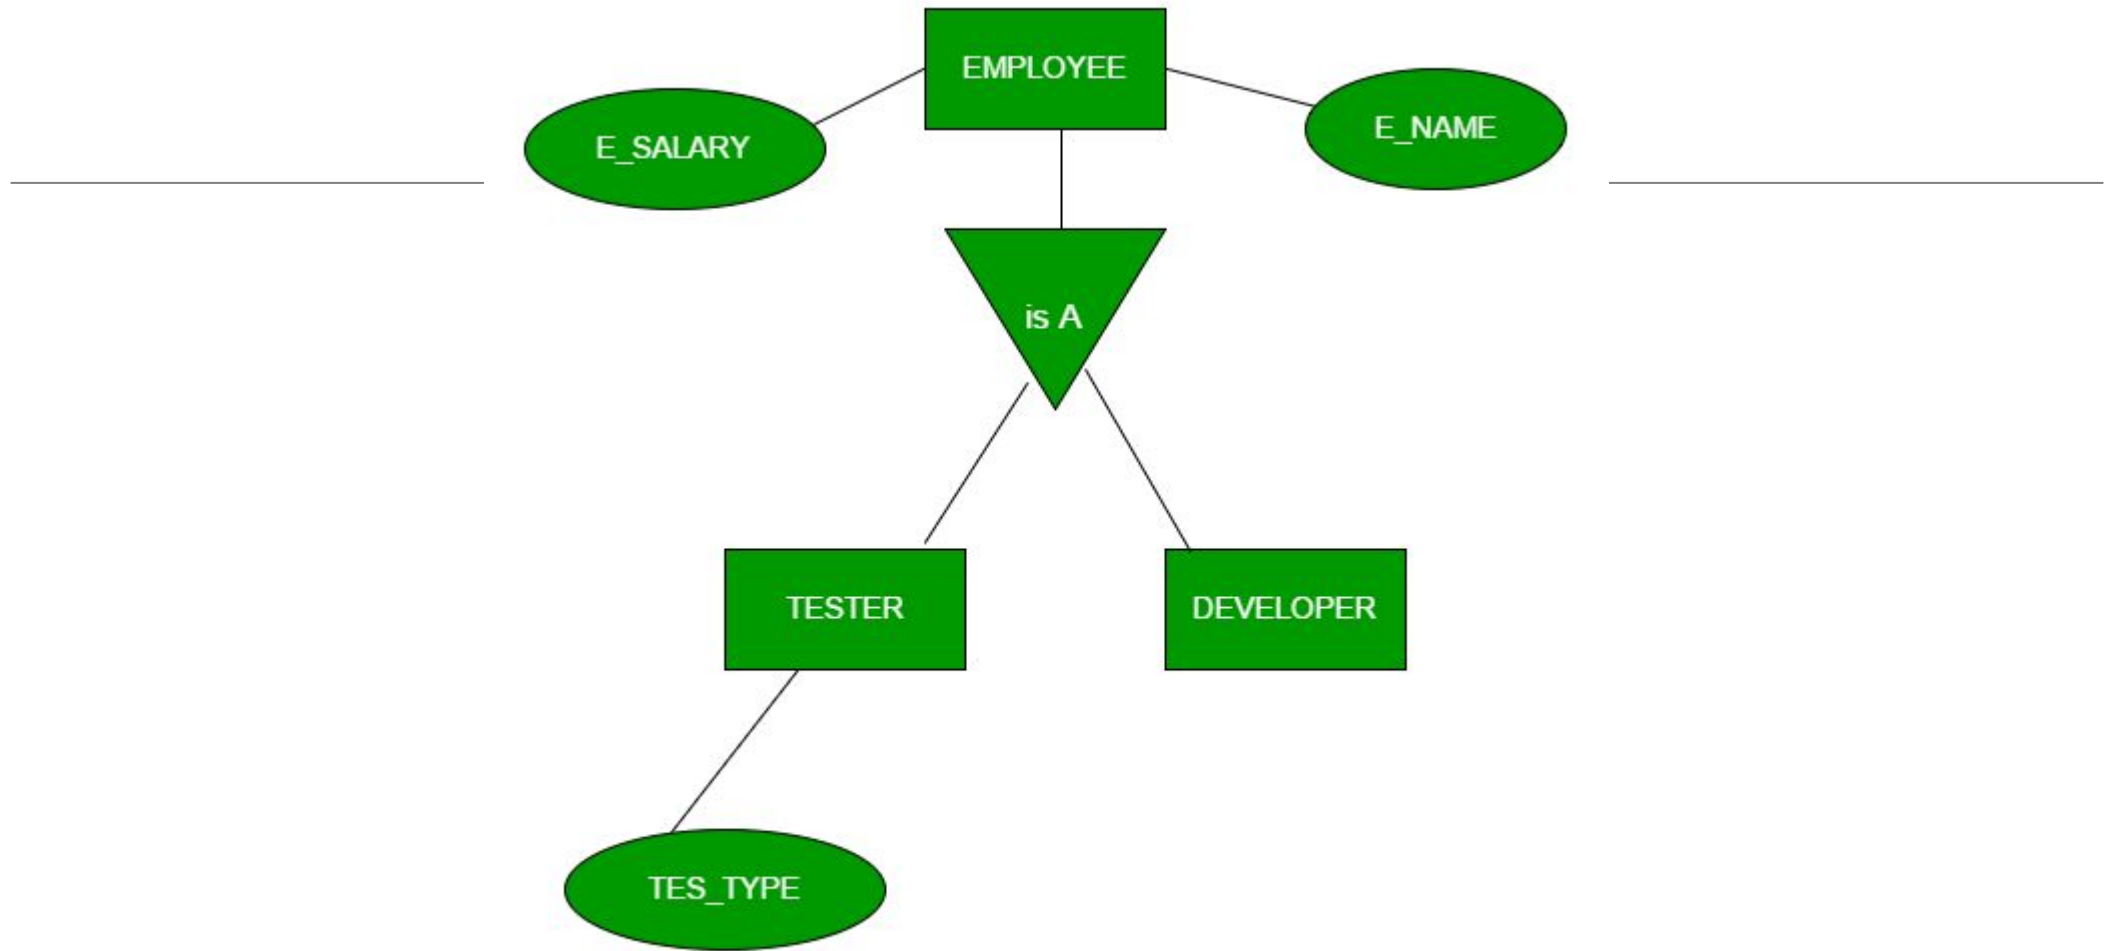 EMPLOYEE
E_SALARY
E_NAME
is A
TESTER
DEVELOPER
TES_TYPE